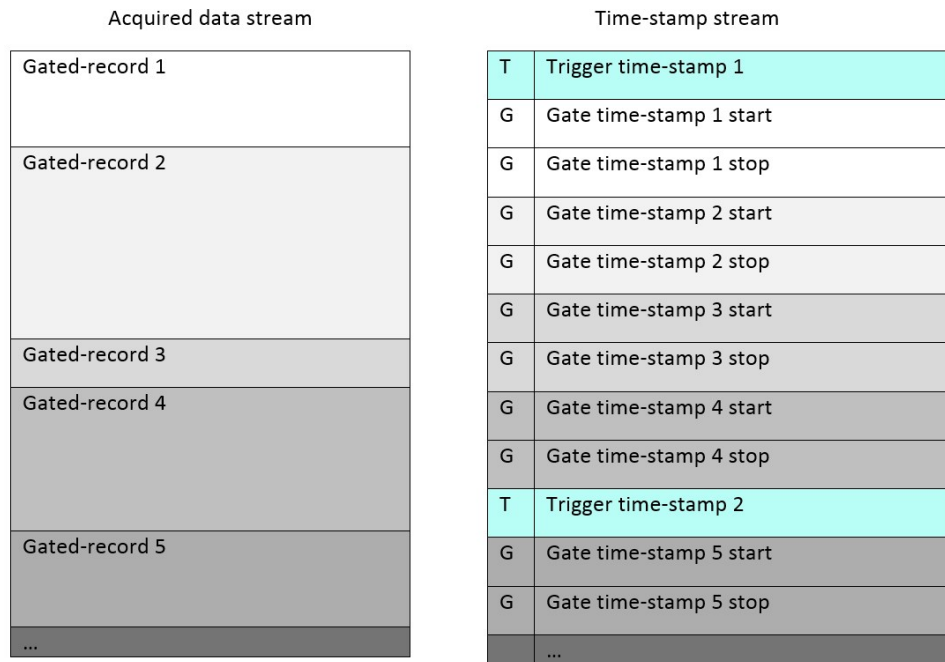 Acquired data stream
Gated-record 1
Gated-record 2
Gated-record 3
Gated-record 4
Gated-record 5
...
Time-stamp stream
T Trigger time-stamp 1
G Gate time-stamp 1 start
G Gate time-stamp 1 stop
G Gate time-stamp 2 start
G Gate time-stamp 2 stop
G Gate time-stamp 3 start
G Gate time-stamp 3 stop
G Gate time-stamp 4 start
G Gate time-stamp 4 stop
T Trigger time-stamp 2
G Gate time-stamp 5 start
G Gate time-stamp 5 stop
...